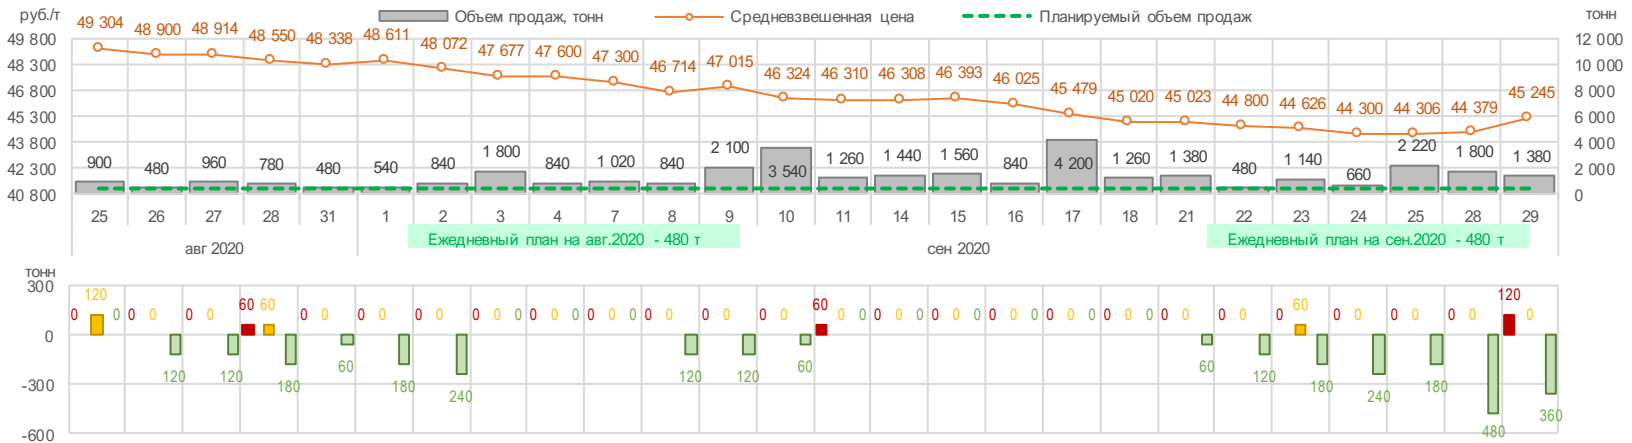 руб./т Объем продаж, тонн Средневзвешенная цена Планируемый объем продаж тонн
49 304 48 900 48 914 48 550 48 338 48 611 48 072 47 677 47 600 47 300 46 714 47 015 46 324 46 310 46 308 46 393 46 025 45 479 45 020 45 023 44 800 44 626 44 300 44 306 44 379 45 245
49 800 12 000
48 300 10 000
46 800 8 000
45 300 6 000
43 800 4 000
42 300 2 000
40 800 0
900 480 960 780 480 540 840 1 800 840 1 020 840 2 100 3 540 1 260 1 440 1 560 840 4 200 1 260 1 380 480 1 140 660 2 220 1 800 1 380
25 26 27 28 31 1 2 3 4 7 8 9 10 11 14 15 16 17 18 21 22 23 24 25 28 29
Ежедневный план на авг.2020 - 480 т Ежедневный план на сен.2020 - 480 т
авг 2020 сен 2020
тонн
300
0
-300
-600
120 60 60 60 60 120
0 0 0 0 0 0 0 0 0 0 0 0 0 0 0 0 0 0 0 0 0 0 0 0 0 0 0 0 0 0 0 0 0 0 0 0 0 0 0 0 0 0 0 0 0 0 0 0 0 0 0 0 0 0 0 0 0 0
120 120 180 60 180 240 120 120 60 60 120 180 240 180 480 360